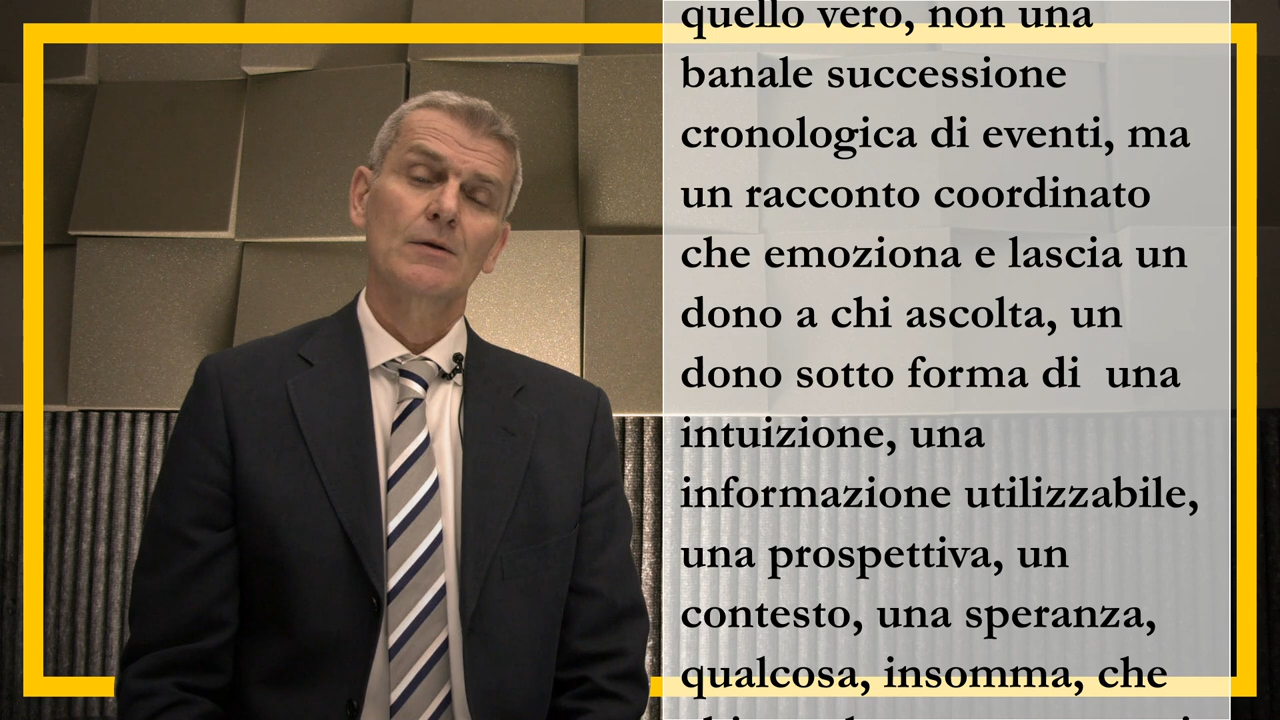 quello vero, non una
banale successione
cronologica di eventi, ma
un racconto coordinato
che emoziona e lascia un
dono a chi ascolta, un
dono sotto forma di  una
intuizione, una
informazione utilizzabile,
una prospettiva, un
contesto, una speranza,
qualcosa, insomma, che